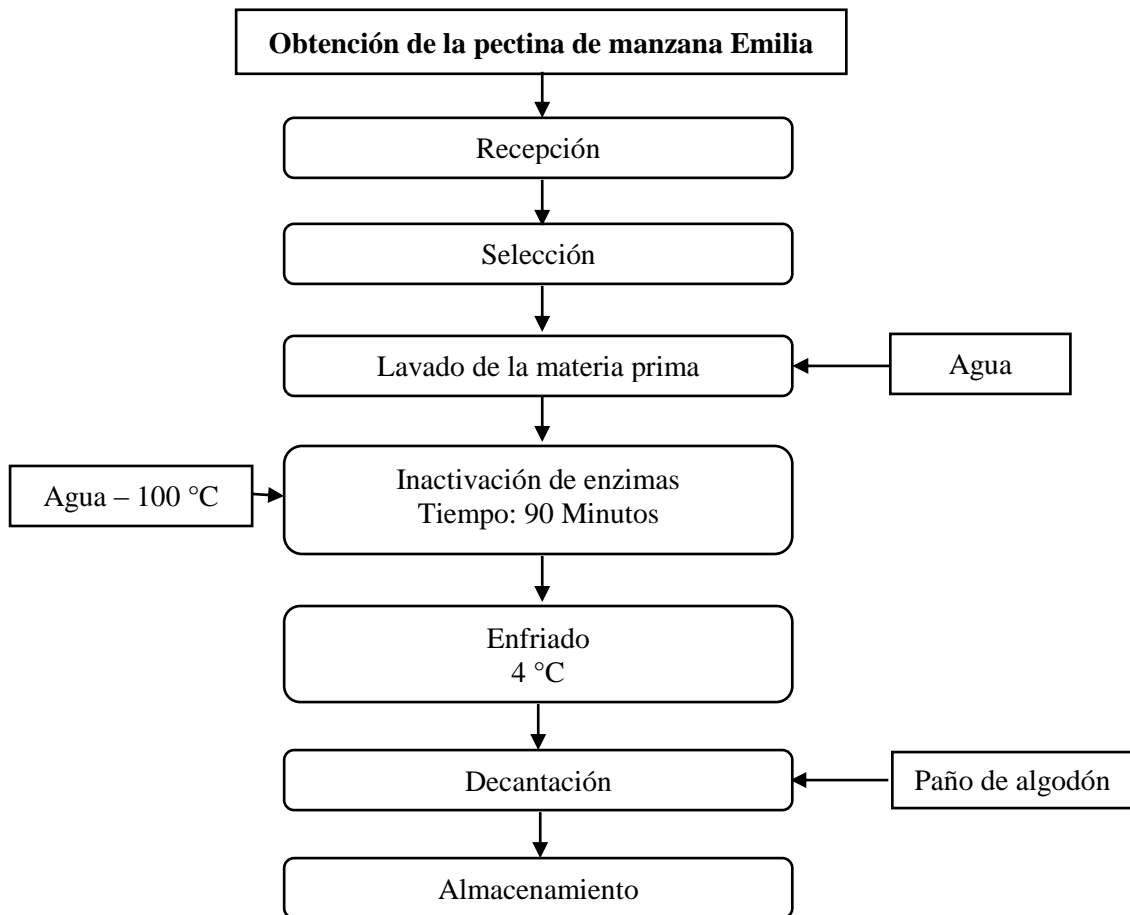 Obtención de la pectina de manzana Emilia
Recepción
Selección
Lavado de la materia prima
Agua
Agua – 100 °C
Inactivación de enzimas
Tiempo: 90 Minutos
Enfriado
4 °C
Decantación
Paño de algodón
Almacenamiento